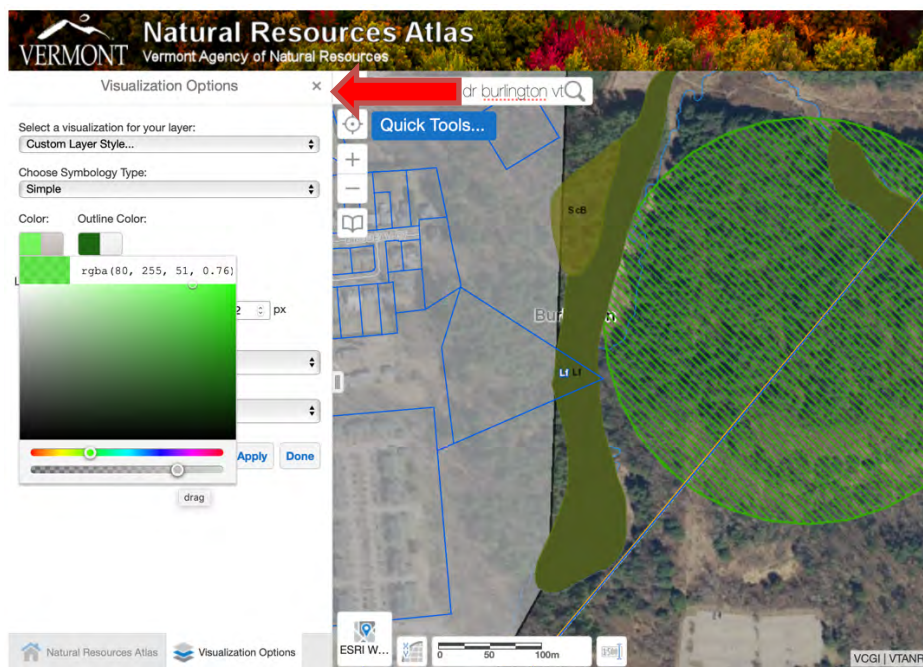 VERMONT
Natural Resources Atlas
Vermont Agency of Natural Resources
Visualization Options ×
dr burlington vt
Quick Tools...
Select a visualization for your layer:
Custom Layer Style...
Choose Symbology Type:
Simple
Color: Outline Color:
rgba(80, 255, 51, 0.76)
L
2 px
Apply Done
drag
ScB
Lf Lf
Natural Resources Atlas
Visualization Options
ESRI W...
X
Y
0 50 100m
VCGI | VTANR